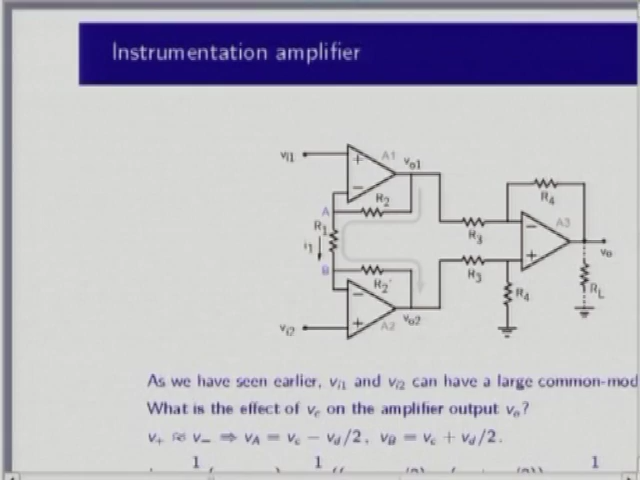 Instrumentation amplifier
vi1
A1
vo1
R2
A
R1
i1
B
R2
vi2
A2
vo2
R3
R3
R4
A3
R4
vo
RL
As we have seen earlier, vi1 and vi2 can have a large common-mod
What is the effect of vc on the amplifier output vo?
v+ ≈ v− ⇒ vA = vc − vd/2, vB = vc + vd/2.